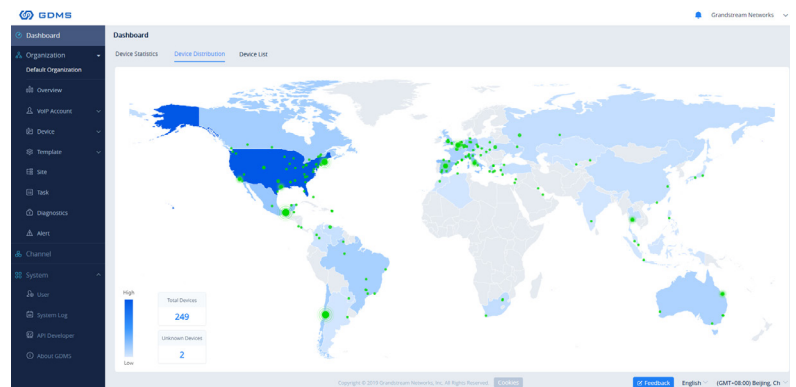 GDMS
Grandstream Networks
Dashboard
Organization
Default Organization
Overview
VoIP Account
Device
Template
Site
Task
Diagnostics
Alert
Channel
System
User
System Log
API Developer
About GDMS
Dashboard
Device Statistics
Device Distribution
Device List
High
Low
Total Devices
249
Unknown Devices
2
Copyright © 2019 Grandstream Networks, Inc. All Rights Reserved.
Cookies
Feedback
English
(GMT+08:00) Beijing, Ch